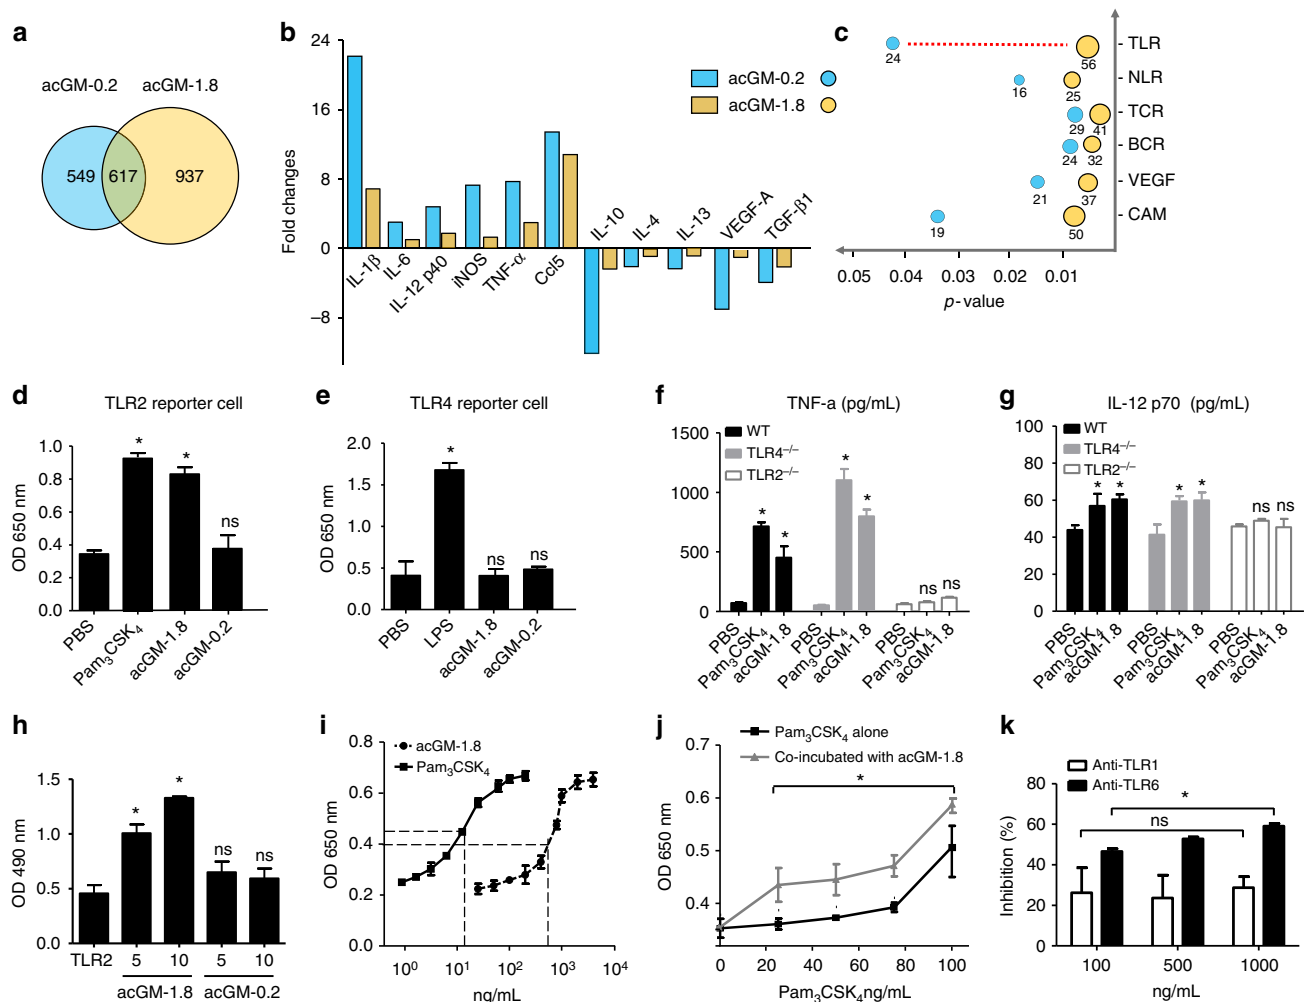 a
acGM-0.2
acGM-1.8
549
617
937
b
24
16
8
0
−8
Fold changes
IL-1β
IL-6
IL-12 p40
iNOS
TNF-α
Ccl5
IL-10
IL-4
IL-13
VEGF-A
TGF-β1
acGM-0.2
acGM-1.8
c
TLR
NLR
TCR
BCR
VEGF
CAM
24
56
16
25
29
41
24
32
21
37
19
50
0.05
0.04
0.03
0.02
0.01
p-value
d
TLR2 reporter cell
OD 650 nm
1.0
0.8
0.6
0.4
0.2
0.0
*
*
ns
PBS
Pam3CSK4
acGM-1.8
acGM-0.2
e
TLR4 reporter cell
OD 650 nm
2.0
1.5
1.0
0.5
0.0
*
ns
ns
PBS
LPS
acGM-1.8
acGM-0.2
f
TNF-a (pg/mL)
1500
1000
500
0
WT
TLR4−/−
TLR2−/−
*
*
*
*
ns
ns
PBS
Pam3CSK4
acGM-1.8
PBS
Pam3CSK4
acGM-1.8
PBS
Pam3CSK4
acGM-1.8
g
IL-12 p70 (pg/mL)
100
80
60
40
20
0
WT
TLR4−/−
TLR2−/−
*
*
*
*
ns
ns
PBS
Pam3CSK4
acGM-1.8
PBS
Pam3CSK4
acGM-1.8
PBS
Pam3CSK4
acGM-1.8
h
OD 490 nm
1.5
1.0
0.5
0.0
*
*
ns
ns
TLR2
5
10
5
10
acGM-1.8
acGM-0.2
i
OD 650 nm
0.8
0.6
0.4
0.2
0.0
acGM-1.8
Pam3CSK4
10^0
10^1
10^2
10^3
10^4
ng/mL
j
OD 650 nm
0.7
0.6
0.4
Pam3CSK4 alone
Co-incubated with acGM-1.8
*
0
20
40
60
80
100
Pam3CSK4ng/mL
k
Inhibition (%)
80
60
40
20
0
Anti-TLR1
Anti-TLR6
*
ns
100
500
1000
ng/mL